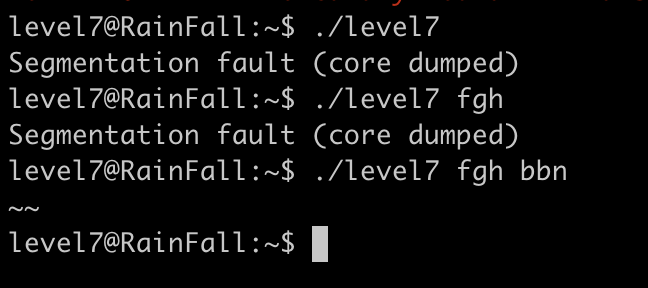 level7@RainFall:~$ ./level7
Segmentation fault (core dumped)
level7@RainFall:~$ ./level7 fgh
Segmentation fault (core dumped)
level7@RainFall:~$ ./level7 fgh bbn
~~
level7@RainFall:~$